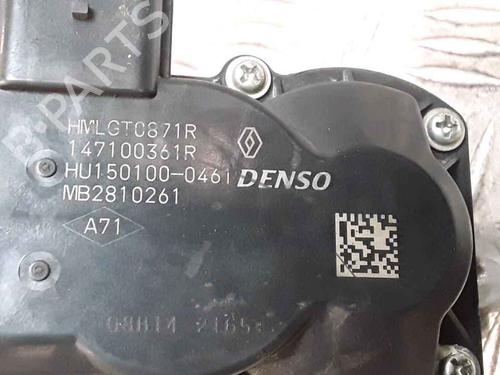 B-PARTS
HMLGT0871R
147100361R
HU150100-0461 DENSO
MB2810261
A71